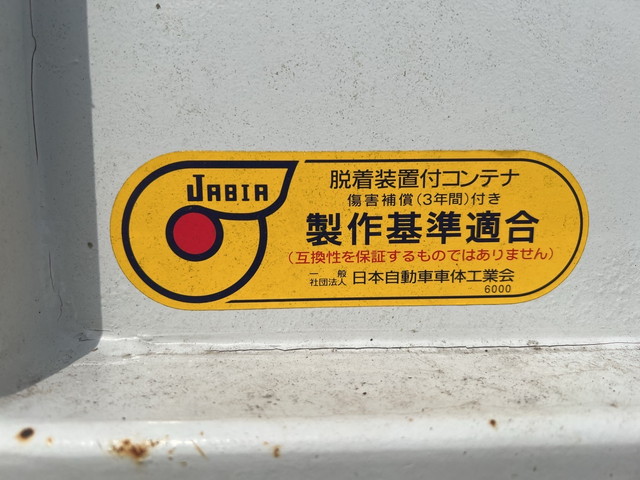 JABIA
脱着装置付コンテナ
傷害補償(3年間)付き
製作基準適合
(互換性を保証するものではありません)
一般社団法人 日本自動車車体工業会
6000